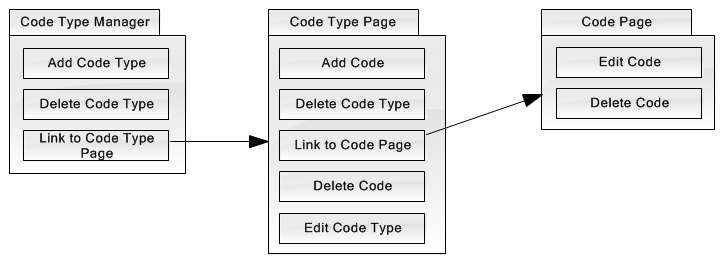 Code Type Manager
Add Code Type
Delete Code Type
Link to Code Type
Page
Code Type Page
Add Code
Delete Code Type
Link to Code Page
Delete Code
Edit Code Type
Code Page
Edit Code
Delete Code